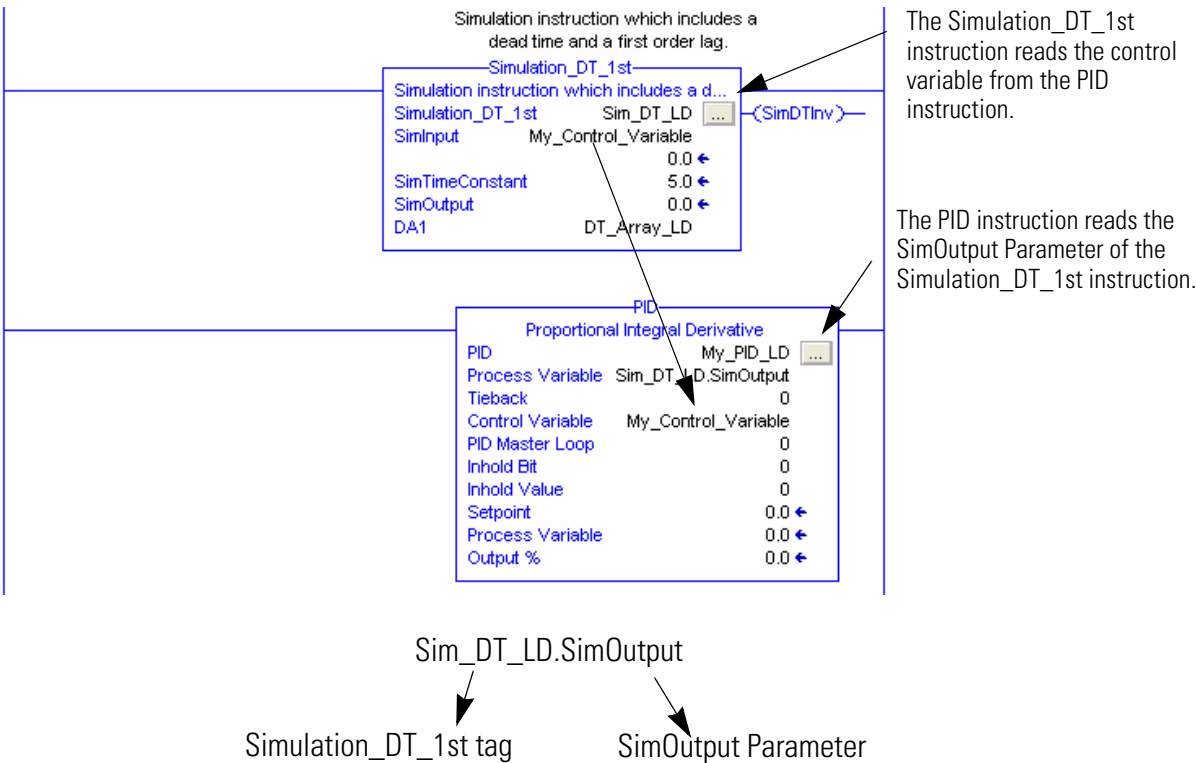 Simulation instruction which includes a
dead time and a first order lag.
Simulation_DT_1st
Simulation instruction which includes a d...
Simulation_DT_1st Sim_DT_LD ... SimDTInv
SimInput My_Control_Variable
0.0
SimTimeConstant 5.0
SimOutput 0.0
DA1 DT_Array_LD
The Simulation_DT_1st
instruction reads the control
variable from the PID
instruction.
The PID instruction reads the
SimOutput Parameter of the
Simulation_DT_1st instruction.
PID
Proportional Integral Derivative
PID My_PID_LD ...
Process Variable Sim_DT_LD.SimOutput
Tieback 0
Control Variable My_Control_Variable
PID Master Loop 0
Inhold Bit 0
Inhold Value 0
Setpoint 0.0
Process Variable 0.0
Output % 0.0
Sim_DT_LD.SimOutput
Simulation_DT_1st tag
SimOutput Parameter